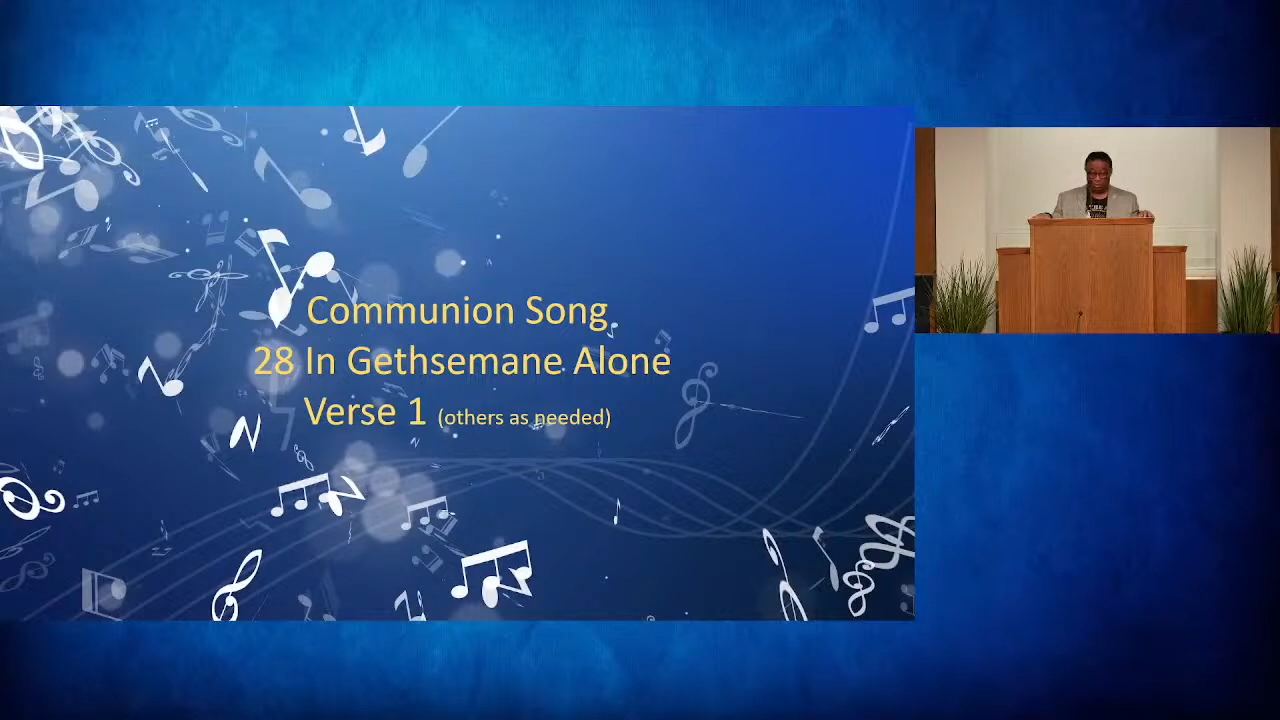 Communion Song
28 In Gethsemane Alone
Verse 1 (others as needed)